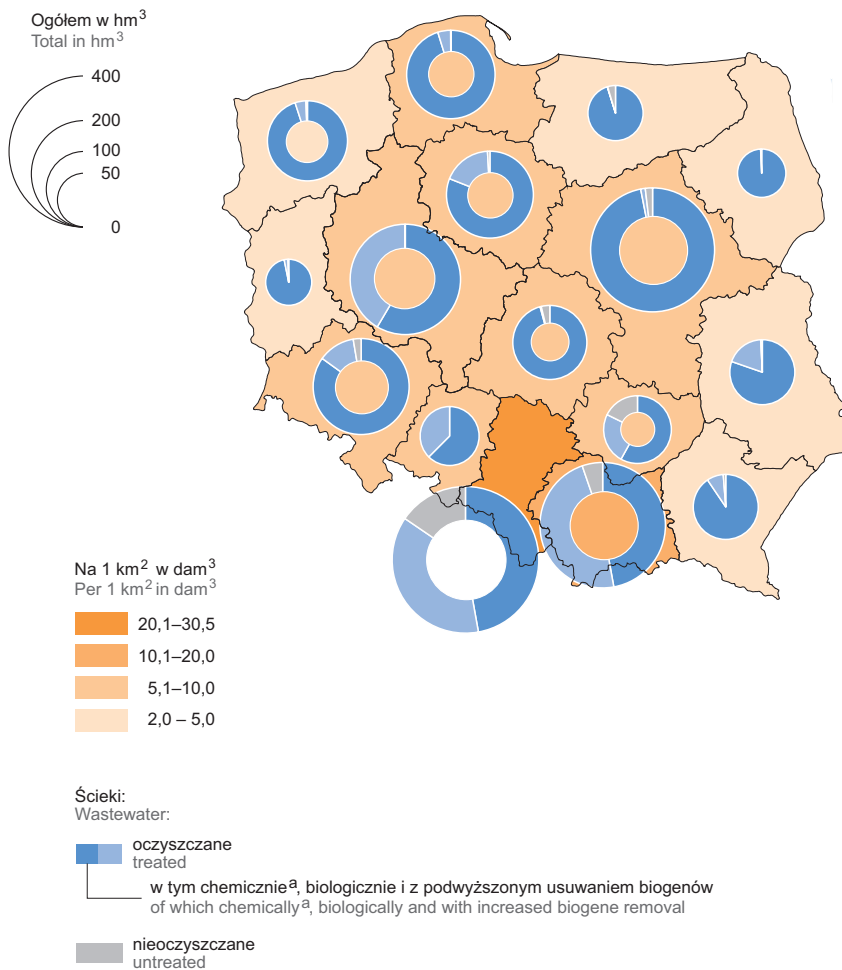 Ogółem w hm³
Total in hm³
400
200
100
50
0
Na 1 km² w dam³
Per 1 km² in dam³
20,1–30,5
10,1–20,0
5,1–10,0
2,0 – 5,0
Ścieki:
Wastewater:
oczyszczane
treated
w tym chemicznieᵃ, biologicznie i z podwyższonym usuwaniem biogenów
of which chemicallyᵃ, biologically and with increased biogene removal
nieoczyszczane
untreated